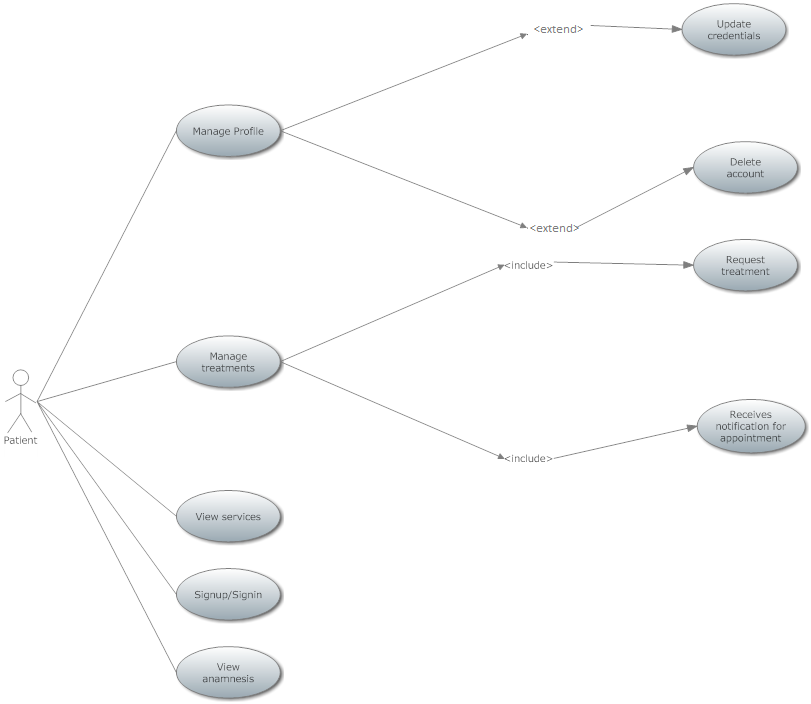 <extend>
Update
credentials
Manage Profile
Delete
account
<extend>
<include>
Request
treatment
Manage
treatments
Receives
notification for
appointment
<include>
Patient
View services
Signup/Signin
View
anamnesis